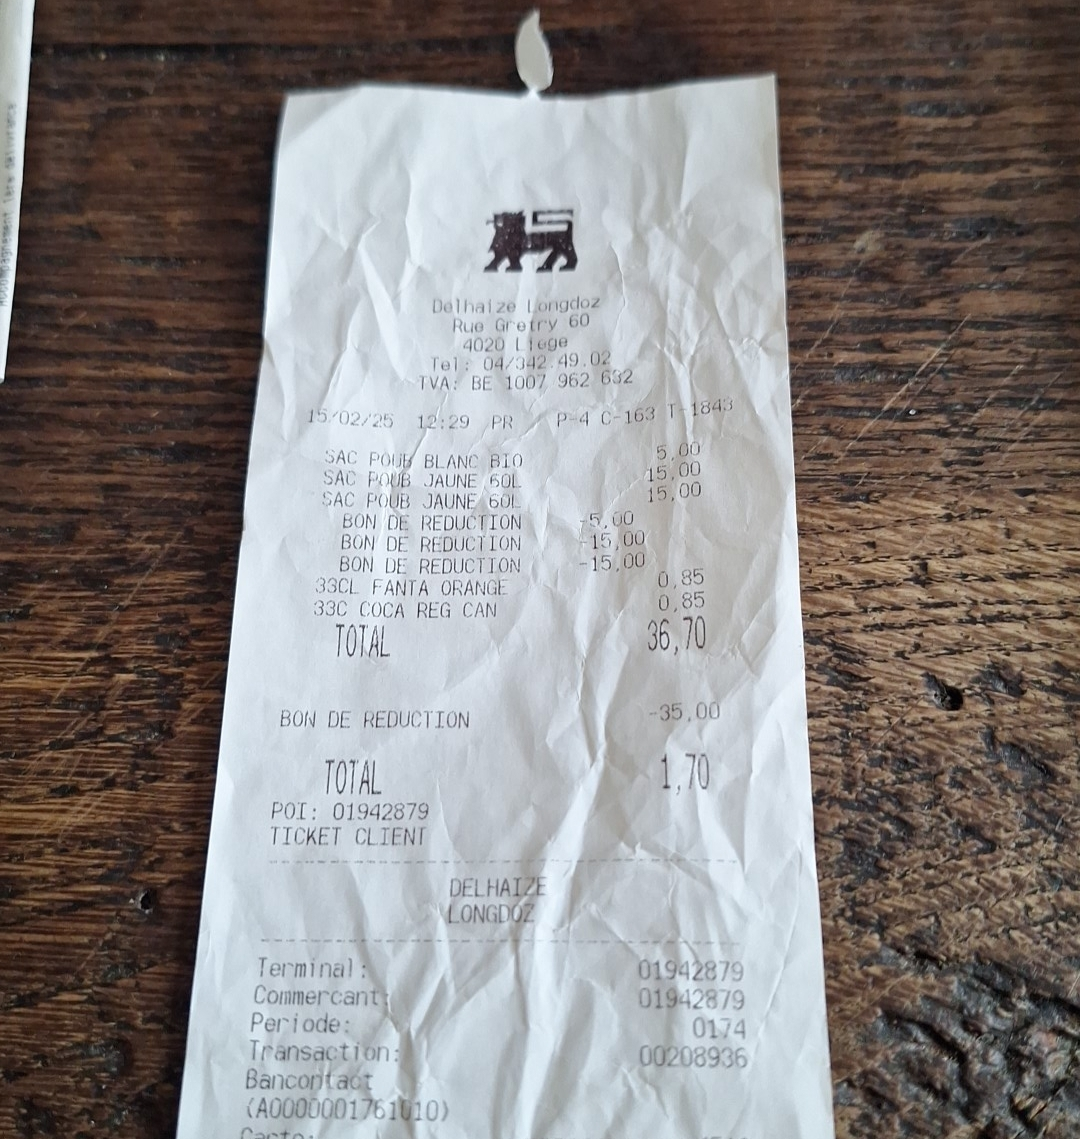 Delhaize Longdoz
Rue Gretry 60
4020 Liege
Tel: 04/342.49.02
TVA: BE 1007 962 632
15/02/25 12:29 PR P-4 C-163 T-1843
SAC POUB BLANC BIO 5,00
SAC POUB JAUNE 60L 15,00
SAC POUB JAUNE 60L 15,00
BON DE REDUCTION -5,00
BON DE REDUCTION -15,00
BON DE REDUCTION -15,00
33CL FANTA ORANGE 0,85
33C COCA REG CAN 0,85
TOTAL 36,70
BON DE REDUCTION -35,00
TOTAL 1,70
POI: 01942879
TICKET CLIENT
DELHAIZE
LONGDOZ
Terminal: 01942879
Commercant: 01942879
Periode: 0174
Transaction: 00208936
Bancontact
(A0000001761010)
Carte: